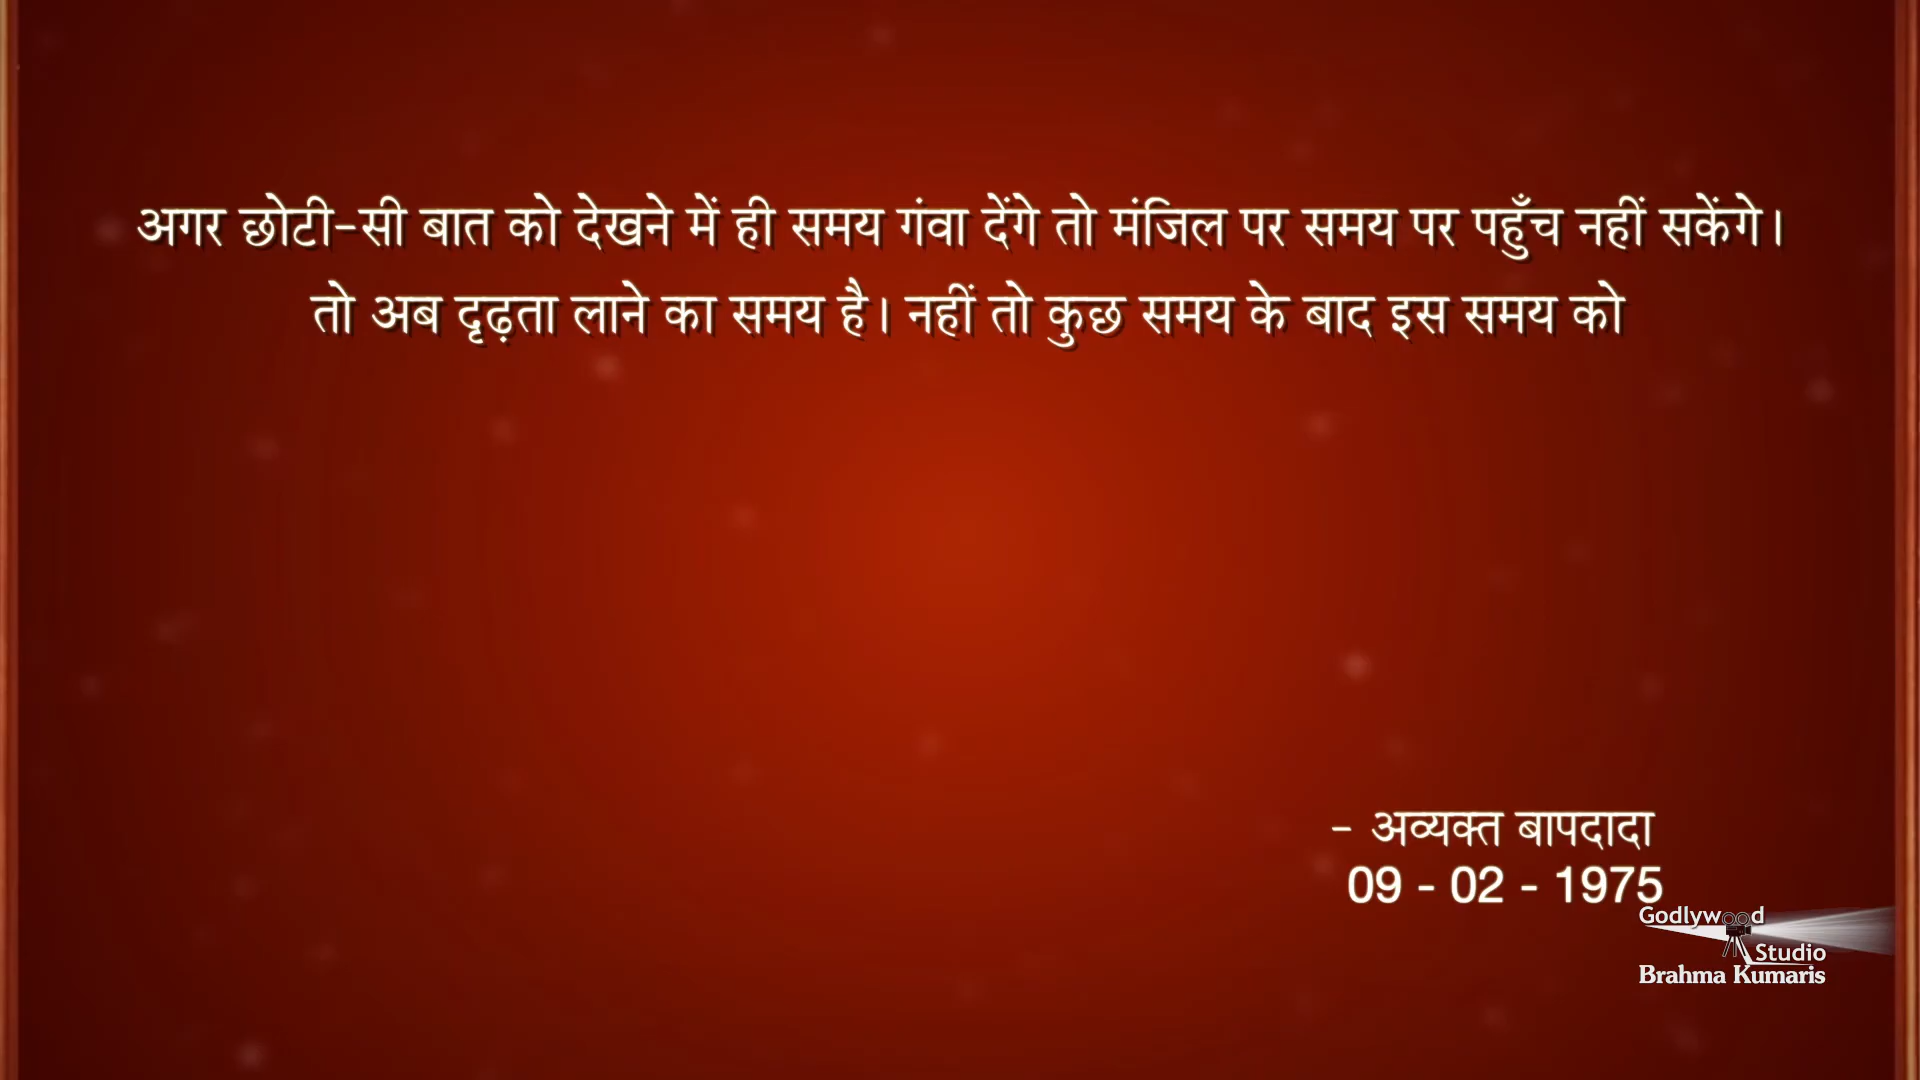 अगर छोटी-सी बात को देखने में ही समय गंवा देंगे तो मंजिल पर समय पर पहुँच नहीं सकेंगे।
तो अब दृढ़ता लाने का समय है। नहीं तो कुछ समय के बाद इस समय को
- अव्यक्त बापदादा
09 - 02 - 1975
Godlywood
Studio
Brahma Kumaris